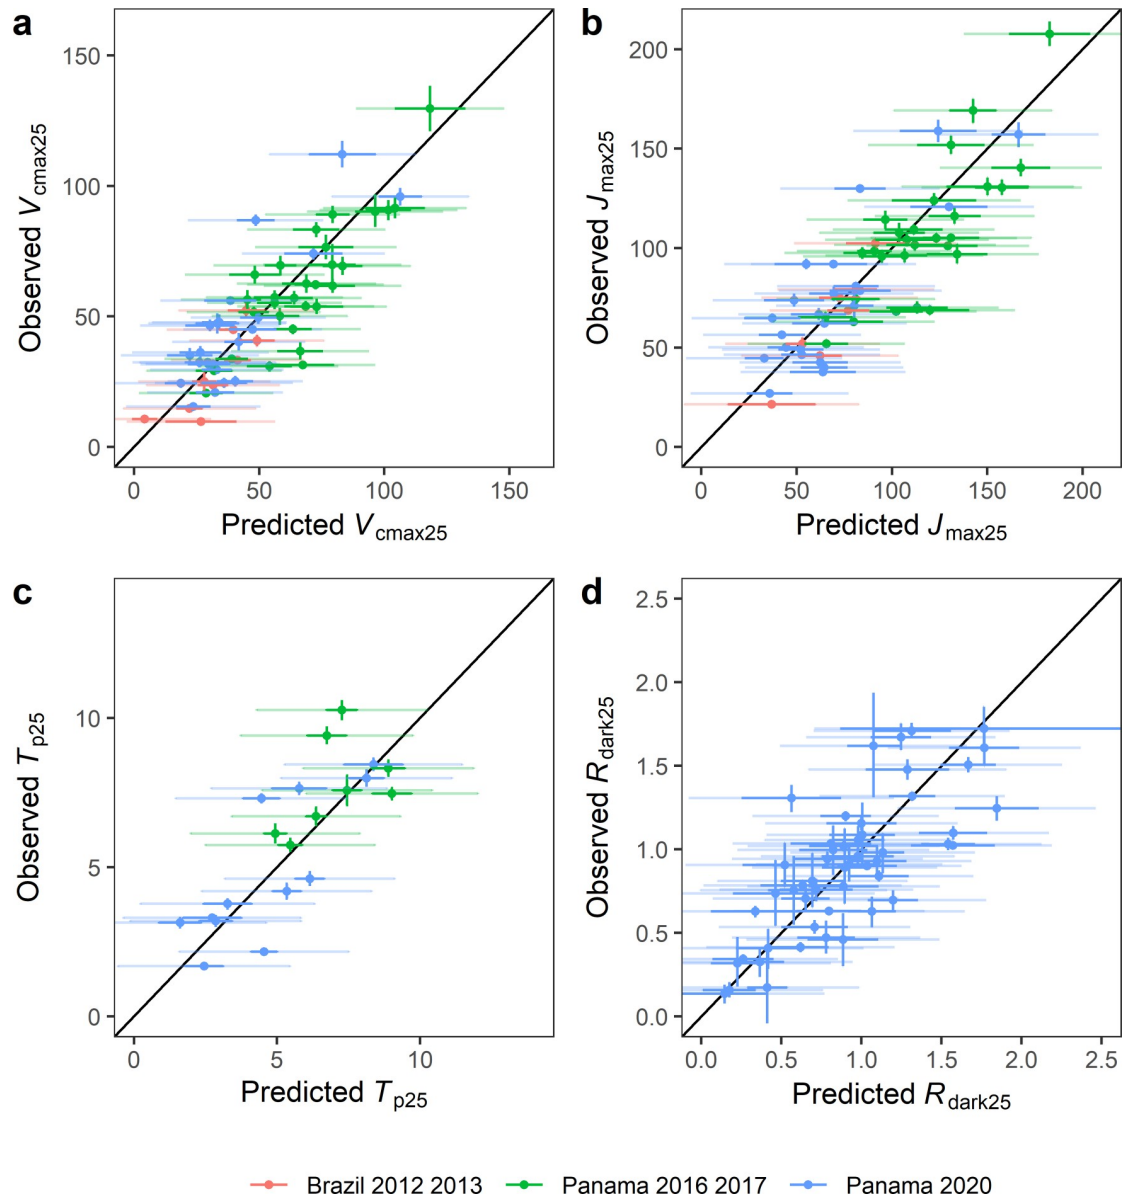 a
150
100
50
0
0 50 100 150
Observed Vcmax25
Predicted Vcmax25
b
200
150
100
50
0
0 50 100 150 200
Observed Jmax25
Predicted Jmax25
c
10
5
0
0 5 10
Observed Tp25
Predicted Tp25
d
2.5
2.0
1.5
1.0
0.5
0.0
0.0 0.5 1.0 1.5 2.0 2.5
Observed Rdark25
Predicted Rdark25
Brazil 2012 2013 Panama 2016 2017 Panama 2020